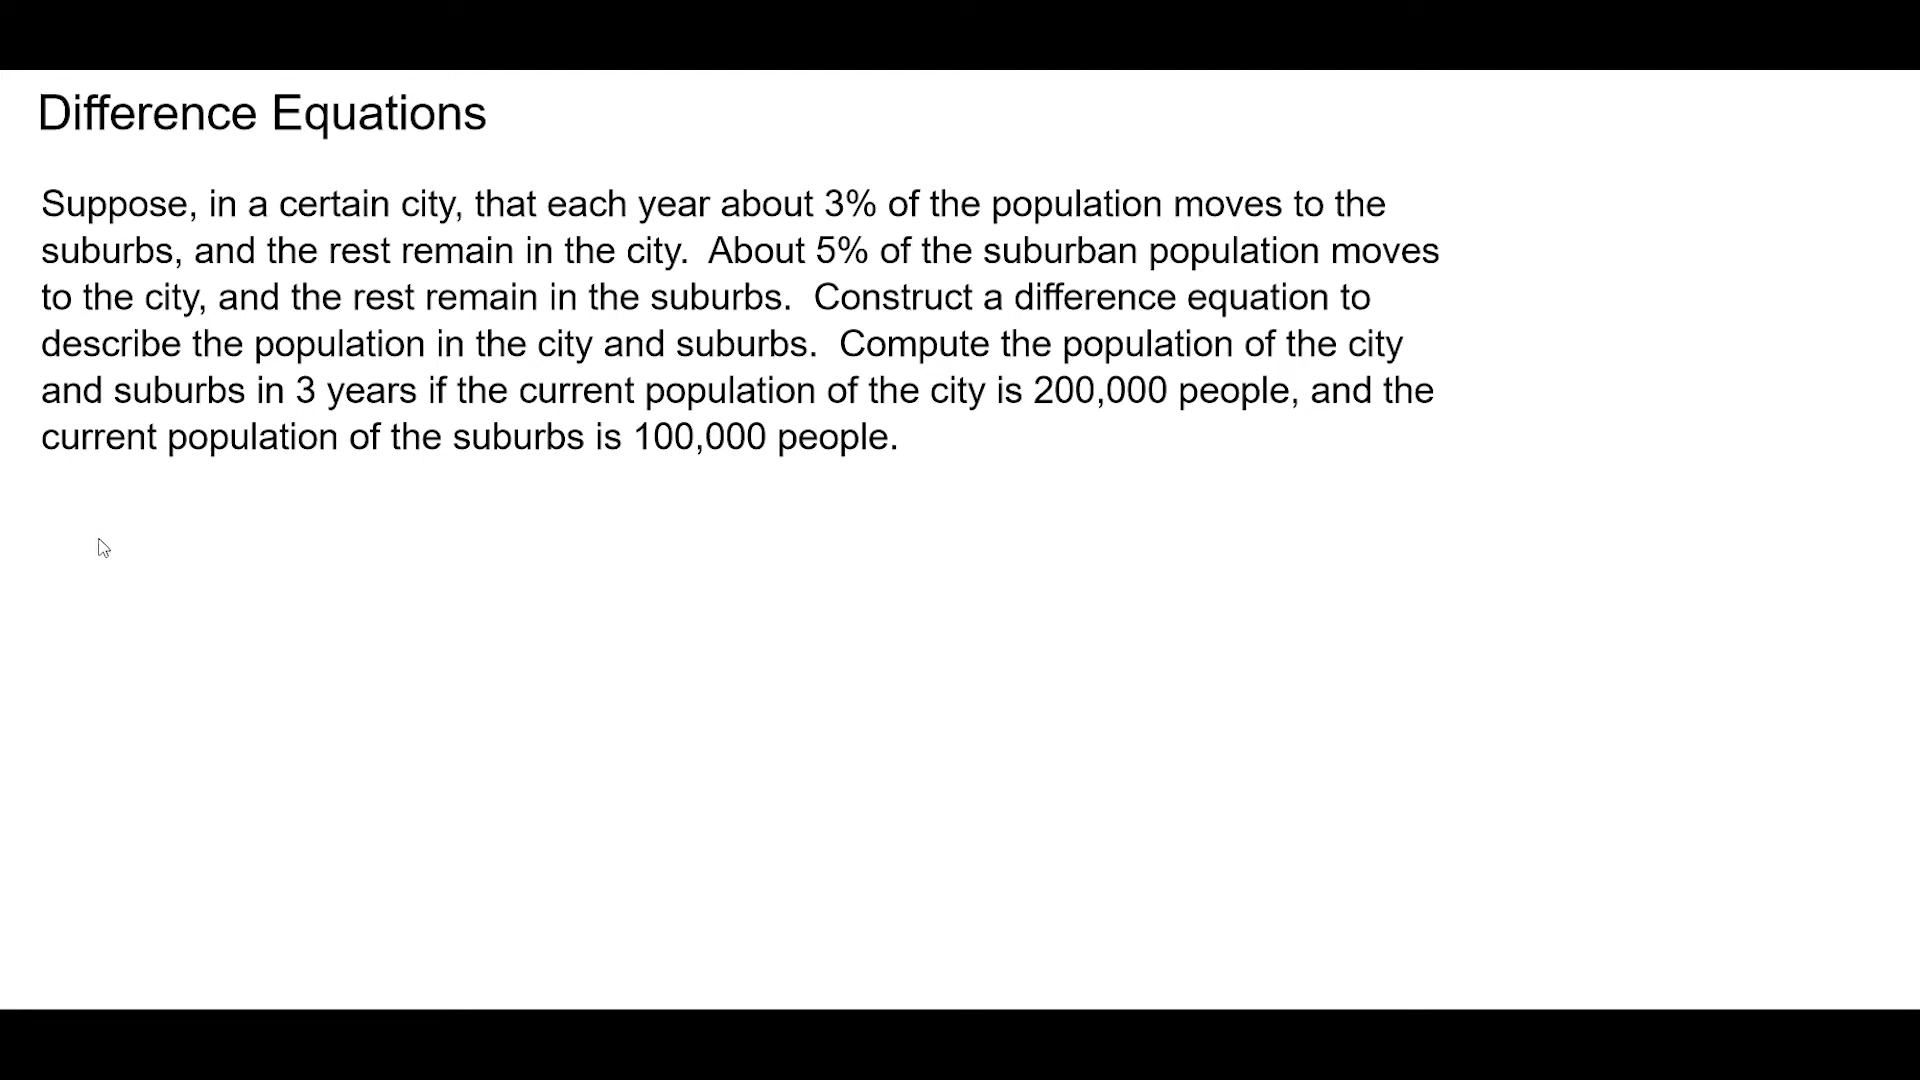 Difference Equations
Suppose, in a certain city, that each year about 3% of the population moves to the
suburbs, and the rest remain in the city.  About 5% of the suburban population moves
to the city, and the rest remain in the suburbs.  Construct a difference equation to
describe the population in the city and suburbs.  Compute the population of the city
and suburbs in 3 years if the current population of the city is 200,000 people, and the
current population of the suburbs is 100,000 people.